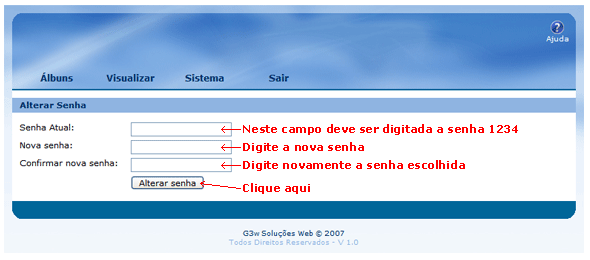 Ajuda
Álbuns Visualizar Sistema Sair
Alterar Senha
Senha Atual: Neste campo deve ser digitada a senha 1234
Nova senha: Digite a nova senha
Confirmar nova senha: Digite novamente a senha escolhida
Alterar senha Clique aqui
G3w Soluções Web © 2007
Todos Direitos Reservados - V 1.0